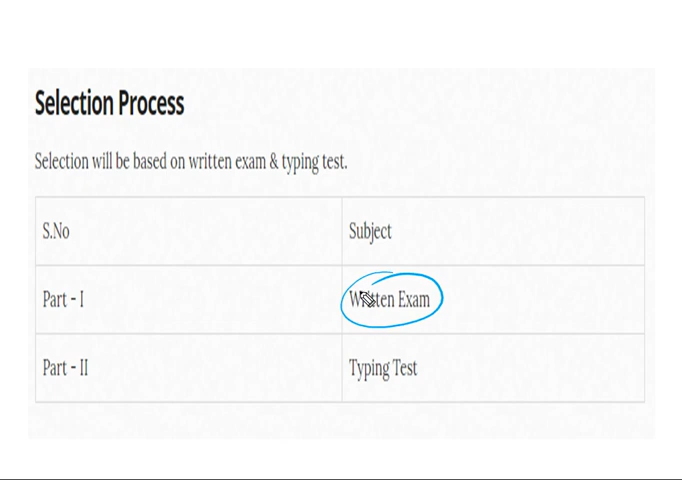 Selection Process
Selection will be based on written exam & typing test.
S.No Subject
Part - I Written Exam
Part - II Typing Test